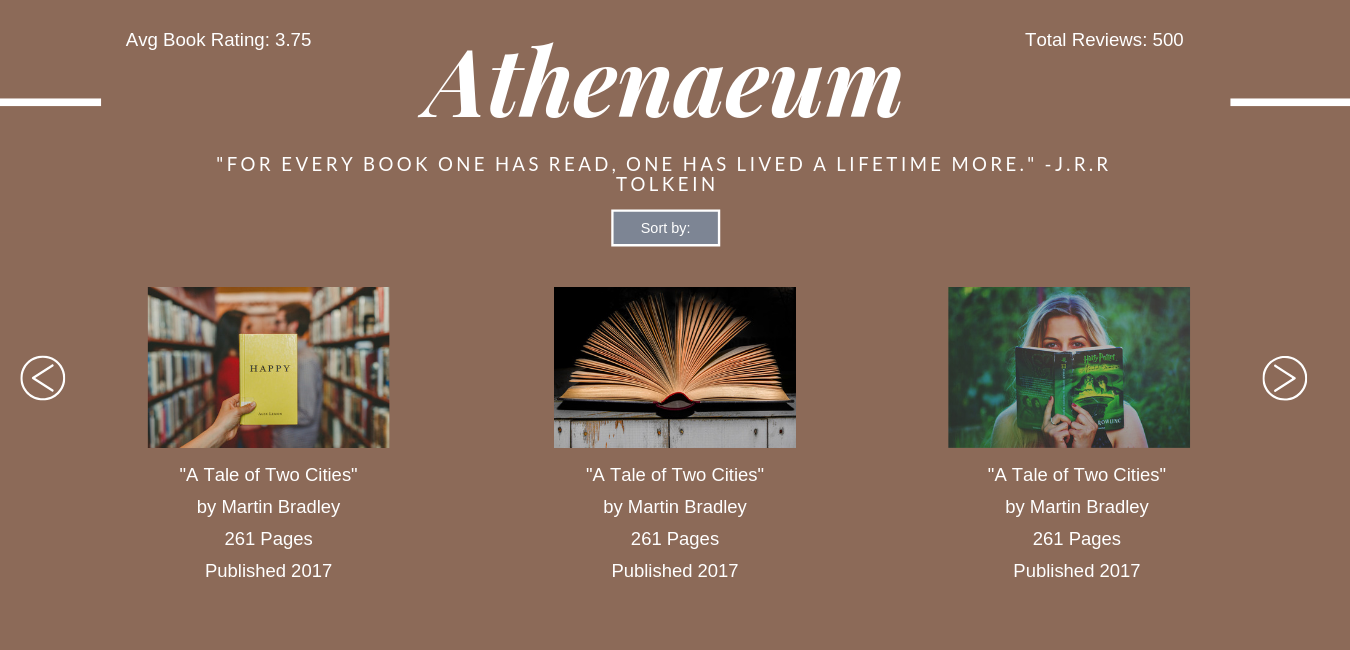 Avg Book Rating: 3.75
Total Reviews: 500
Athenaeum
"FOR EVERY BOOK ONE HAS READ, ONE HAS LIVED A LIFETIME MORE." -J.R.R
TOLKEIN
Sort by:
HAPPY
Harry Potter
ROWLING
"A Tale of Two Cities"
by Martin Bradley
261 Pages
Published 2017
"A Tale of Two Cities"
by Martin Bradley
261 Pages
Published 2017
"A Tale of Two Cities"
by Martin Bradley
261 Pages
Published 2017